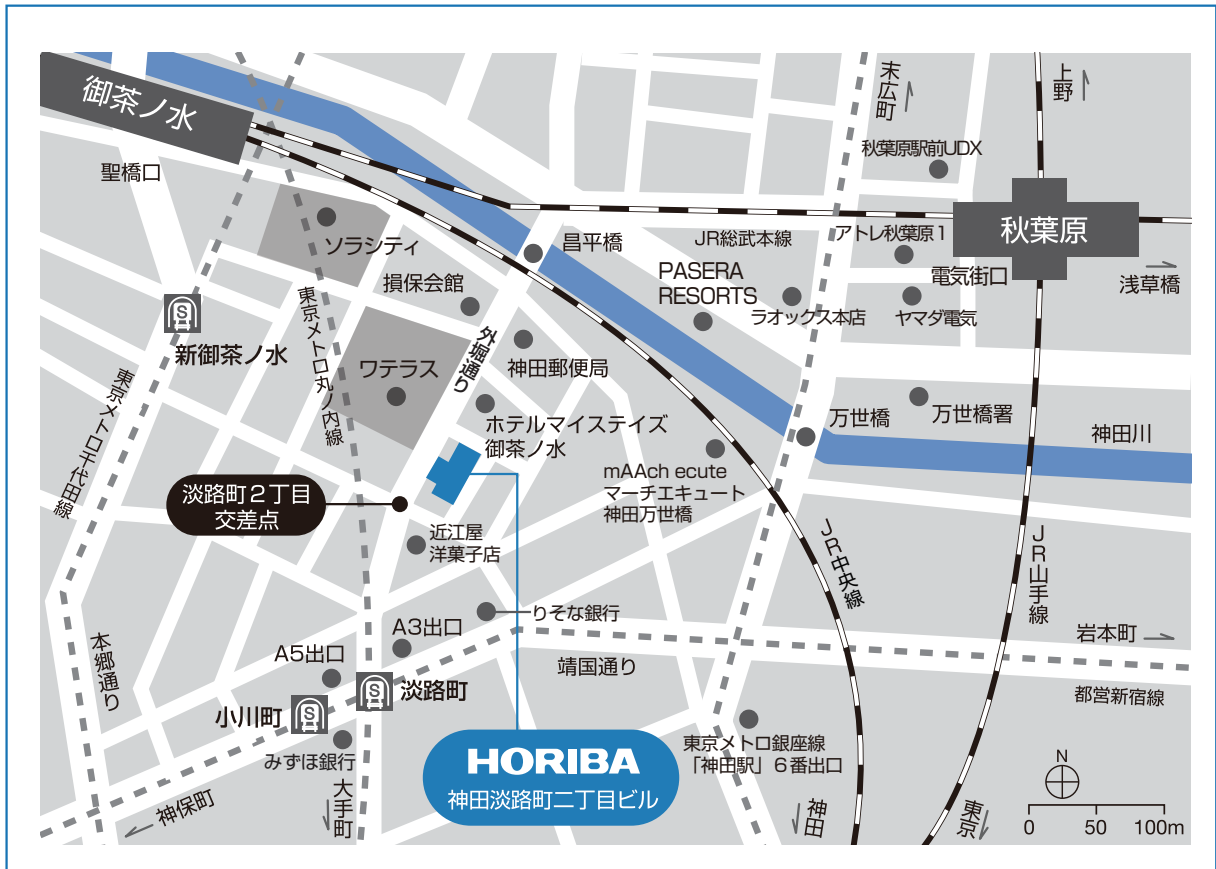 御茶ノ水
聖橋口
末広町
上野
秋葉原駅前UDX
秋葉原
ソラシティ
昌平橋
JR総武本線
アトレ秋葉原1
電気街口
浅草橋
損保会館
PASERA
RESORTS
ラオックス本店
ヤマダ電気
S
新御茶ノ水
東京メトロ丸ノ内線
外堀通り
神田郵便局
ワテラス
東京メトロ千代田線
ホテルマイステイズ
御茶ノ水
万世橋
万世橋署
神田川
mAAch ecute
マーチエキュート
神田万世橋
淡路町2丁目
交差点
近江屋
洋菓子店
JR中央線
JR山手線
りそな銀行
A3出口
A5出口
靖国通り
岩本町
都営新宿線
本郷通り
S
淡路町
S
小川町
みずほ銀行
東京メトロ銀座線
「神田駅」6番出口
HORIBA
神田淡路町二丁目ビル
神保町
大手町
神田
東京
N
0 50 100m